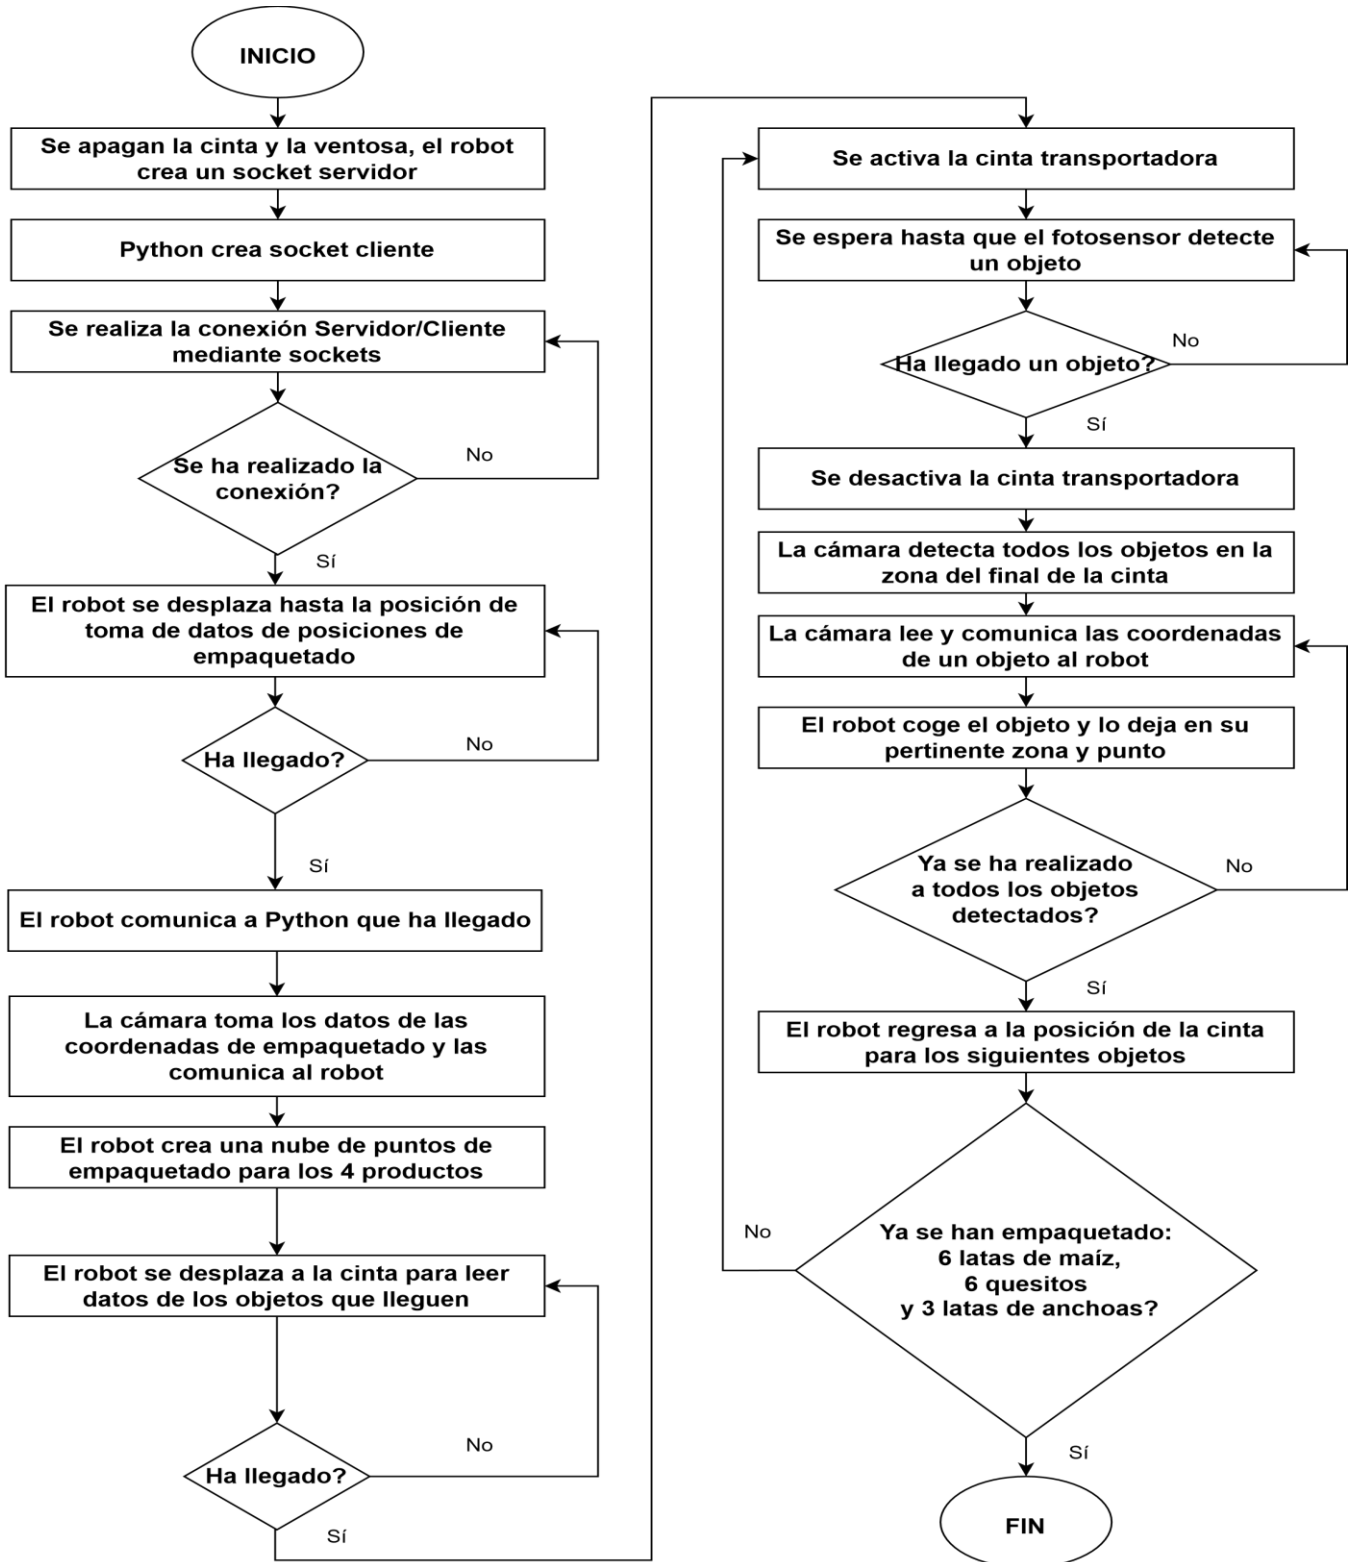 INICIO
Se apagan la cinta y la ventosa, el robot
crea un socket servidor
Python crea socket cliente
Se realiza la conexión Servidor/Cliente
mediante sockets
Se ha realizado la
conexión?
No
Sí
El robot se desplaza hasta la posición de
toma de datos de posiciones de
empaquetado
Ha llegado?
No
Sí
El robot comunica a Python que ha llegado
La cámara toma los datos de las
coordenadas de empaquetado y las
comunica al robot
El robot crea una nube de puntos de
empaquetado para los 4 productos
El robot se desplaza a la cinta para leer
datos de los objetos que lleguen
Ha llegado?
No
Sí
Se activa la cinta transportadora
Se espera hasta que el fotosensor detecte
un objeto
Ha llegado un objeto?
No
Sí
Se desactiva la cinta transportadora
La cámara detecta todos los objetos en la
zona del final de la cinta
La cámara lee y comunica las coordenadas
de un objeto al robot
El robot coge el objeto y lo deja en su
pertinente zona y punto
Ya se ha realizado
a todos los objetos
detectados?
No
Sí
El robot regresa a la posición de la cinta
para los siguientes objetos
Ya se han empaquetado:
6 latas de maíz,
6 quesitos
y 3 latas de anchoas?
No
Sí
FIN